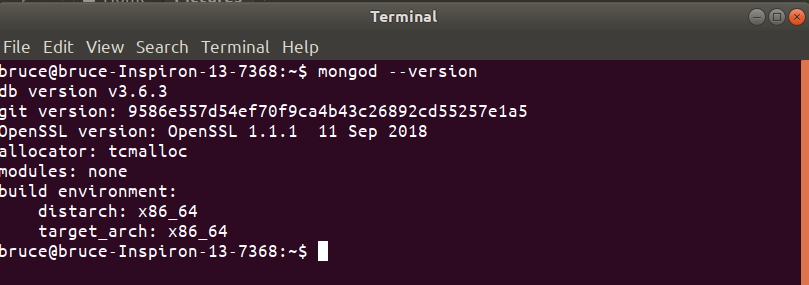 Terminal
File Edit View Search Terminal Help
bruce@bruce-Inspiron-13-7368:~$ mongod --version
db version v3.6.3
git version: 9586e557d54ef70f9ca4b43c26892cd55257e1a5
OpenSSL version: OpenSSL 1.1.1  11 Sep 2018
allocator: tcmalloc
modules: none
build environment:
    distarch: x86_64
    target_arch: x86_64
bruce@bruce-Inspiron-13-7368:~$